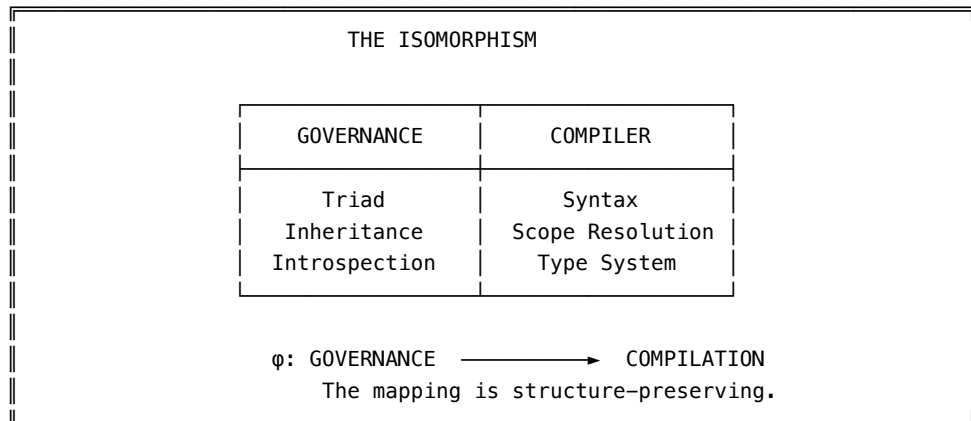 THE ISOMORPHISM
GOVERNANCE COMPILER
Triad Syntax
Inheritance Scope Resolution
Introspection Type System
φ: GOVERNANCE ────────► COMPILATION
The mapping is structure-preserving.